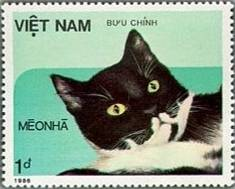 VIỆT NAM
BƯU CHÍNH
MÈONHÀ
1đ
1986